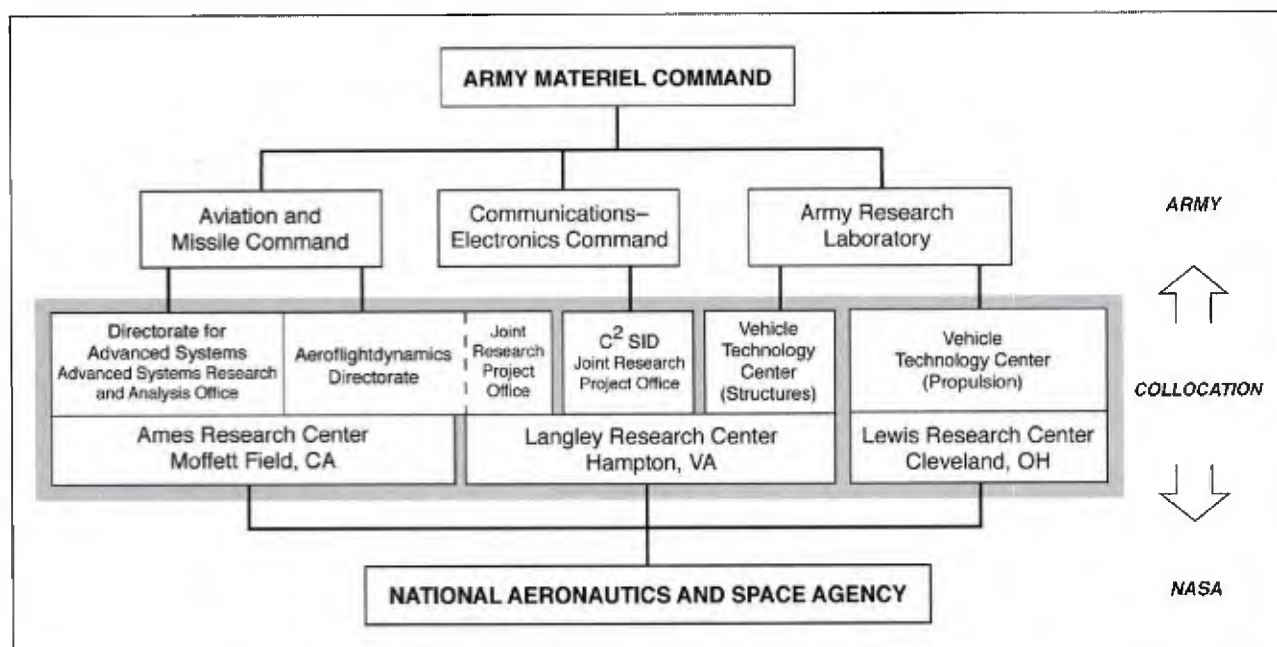 ARMY MATERIEL COMMAND
Aviation and
Missile Command
Communications–
Electronics Command
Army Research
Laboratory
ARMY
Directorate for
Advanced Systems
Advanced Systems Research
and Analysis Office
Aeroflightdynamics
Directorate
Joint
Research
Project
Office
C² SID
Joint Research
Project Office
Vehicle
Technology
Center
(Structures)
Vehicle
Technology Center
(Propulsion)
COLLOCATION
Ames Research Center
Moffett Field, CA
Langley Research Center
Hampton, VA
Lewis Research Center
Cleveland, OH
NATIONAL AERONAUTICS AND SPACE AGENCY
NASA